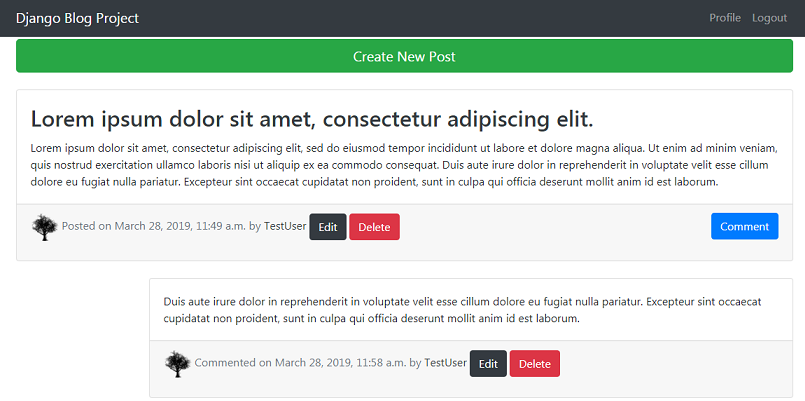 Django Blog Project Profile Logout
Create New Post
Lorem ipsum dolor sit amet, consectetur adipiscing elit.
Lorem ipsum dolor sit amet, consectetur adipiscing elit, sed do eiusmod tempor incididunt ut labore et dolore magna aliqua. Ut enim ad minim veniam,
quis nostrud exercitation ullamco laboris nisi ut aliquip ex ea commodo consequat. Duis aute irure dolor in reprehenderit in voluptate velit esse cillum
dolore eu fugiat nulla pariatur. Excepteur sint occaecat cupidatat non proident, sunt in culpa qui officia deserunt mollit anim id est laborum.
Posted on March 28, 2019, 11:49 a.m. by TestUser Edit Delete Comment
Duis aute irure dolor in reprehenderit in voluptate velit esse cillum dolore eu fugiat nulla pariatur. Excepteur sint occaecat
cupidatat non proident, sunt in culpa qui officia deserunt mollit anim id est laborum.
Commented on March 28, 2019, 11:58 a.m. by TestUser Edit Delete